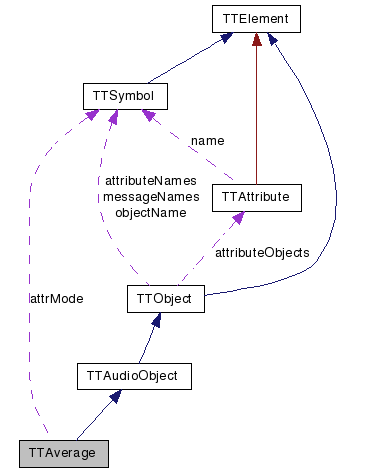 TTElement
TTSymbol
name
attributeNames
messageNames
objectName
TTAttribute
attributeObjects
attrMode
TTObject
TTAudioObject
TTAverage